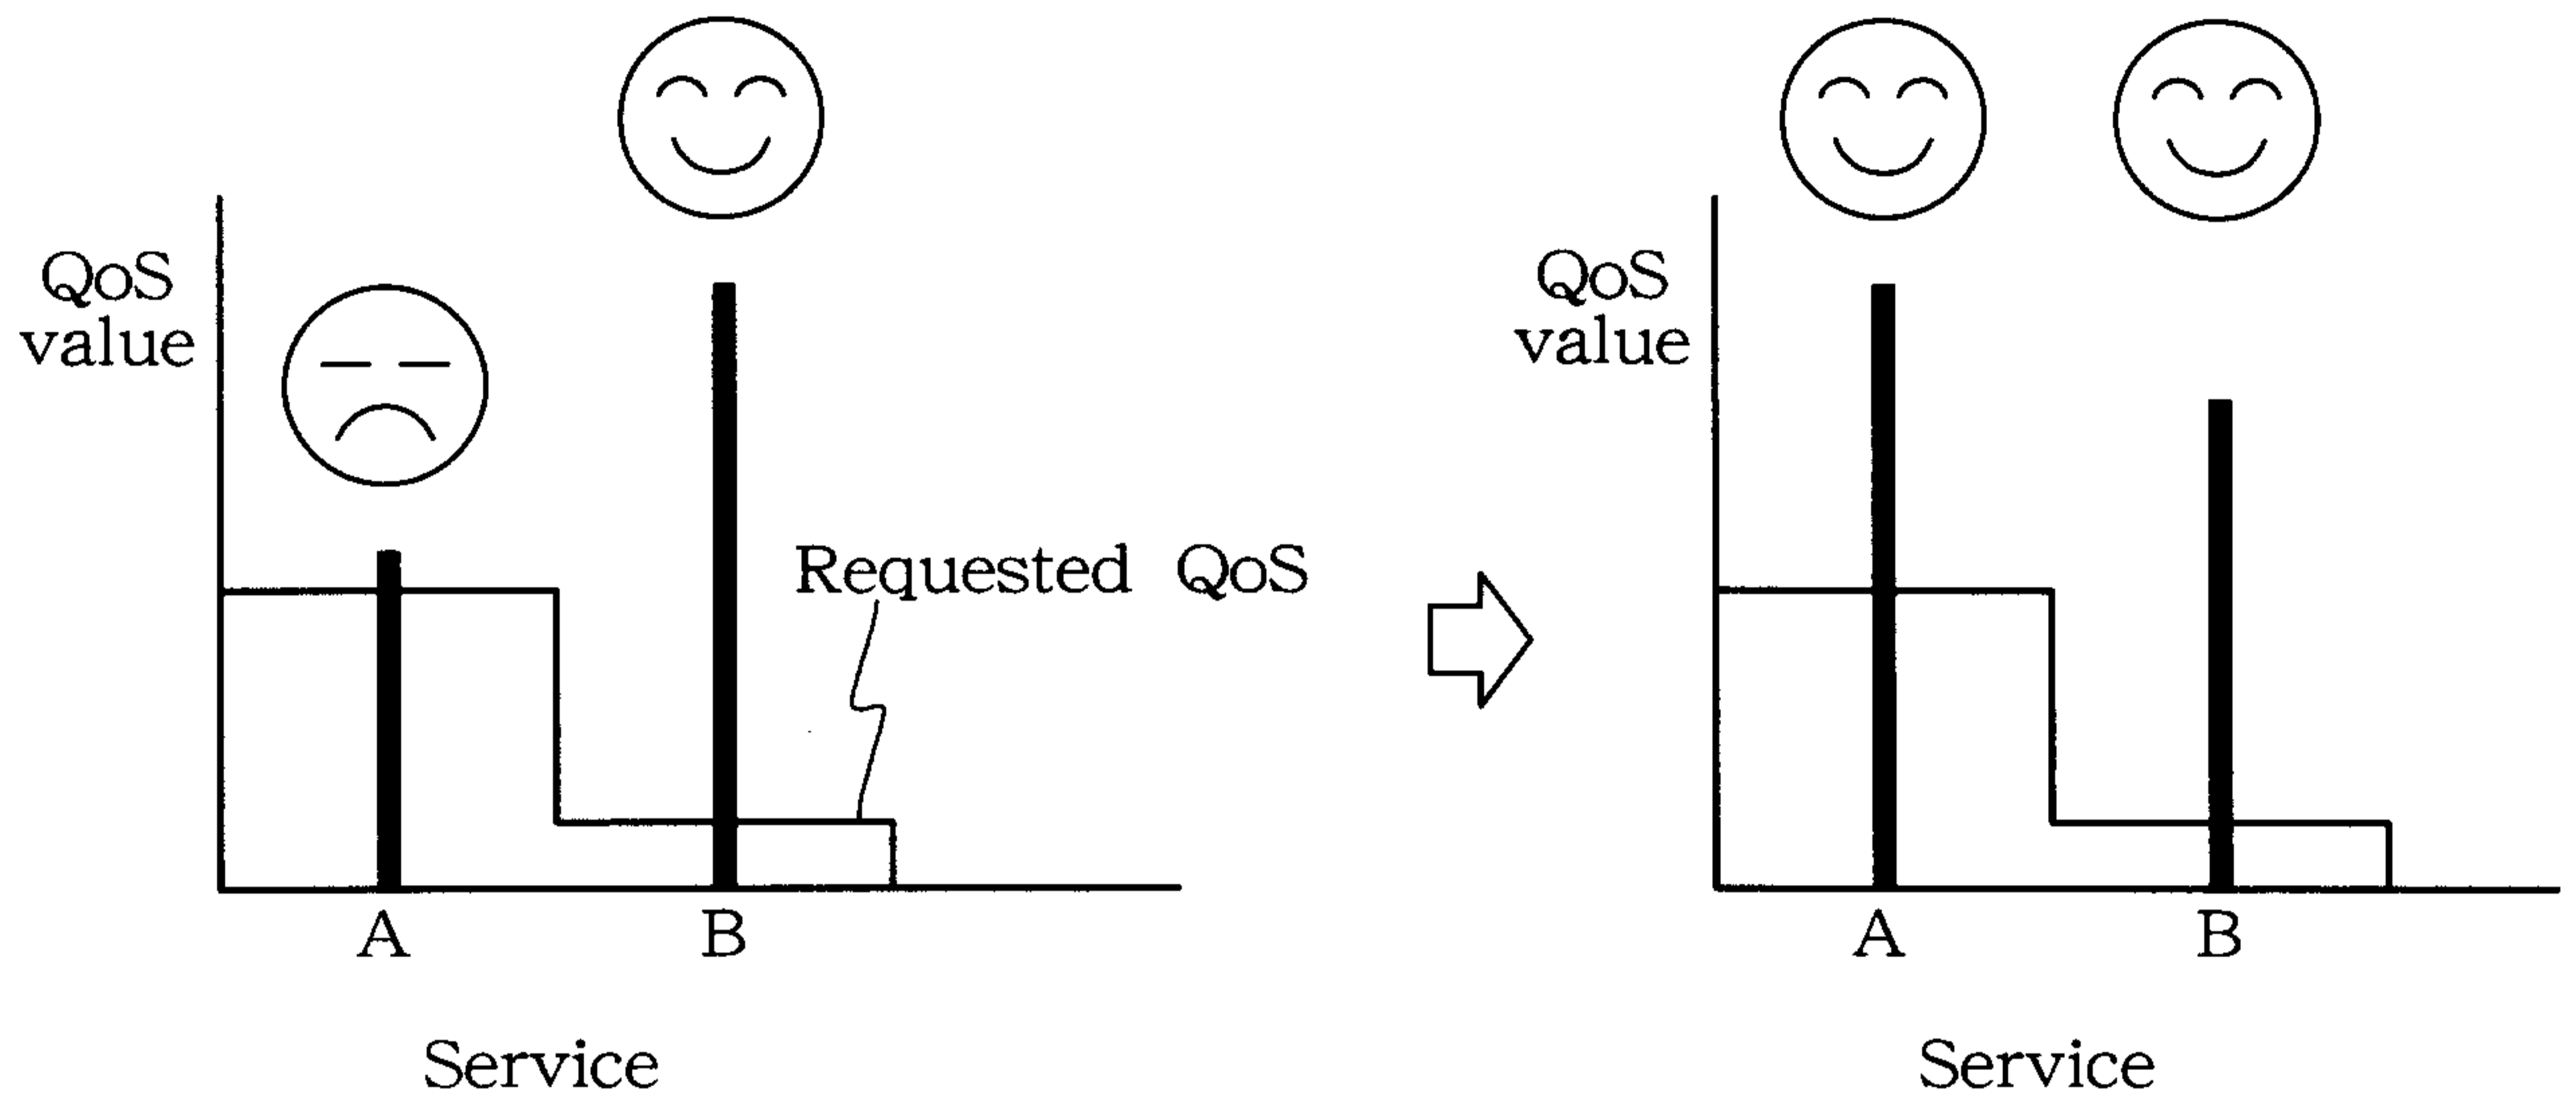 QoS
value
Requested QoS
A
B
Service
QoS
value
A
B
Service